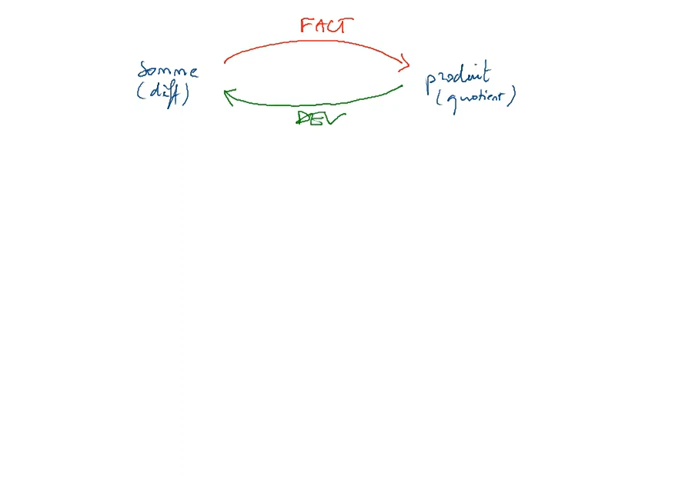 FACT
somme
(diff)
produit
(quotient)
DEV